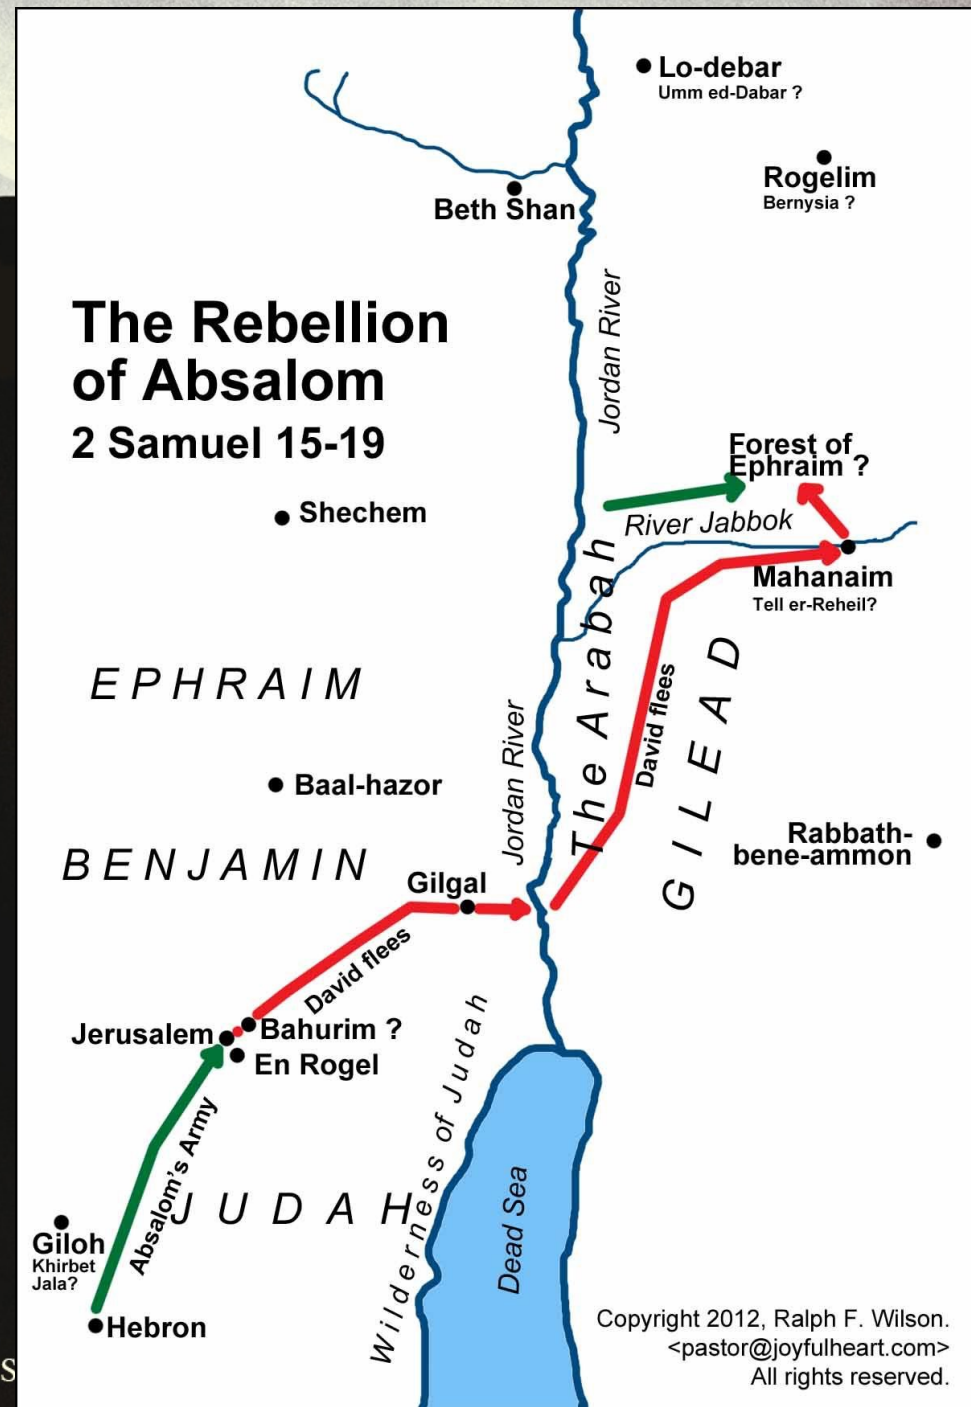 Lo-debar
Umm ed-Dabar ?
Rogelim
Bernysia ?
Beth Shan
The Rebellion
of Absalom
2 Samuel 15-19
Jordan River
Forest of
Ephraim ?
Shechem
River Jabbok
Mahanaim
Tell er-Reheil?
The Arabah
EPHRAIM
David flees
GILEAD
Jordan River
Baal-hazor
Rabbath-
bene-ammon
BENJAMIN
Gilgal
David flees
Jerusalem
Bahurim ?
En Rogel
Wilderness of Judah
Absalom's Army
JUDAH
Dead Sea
Giloh
Khirbet
Jala?
Hebron
Copyright 2012, Ralph F. Wilson.
<pastor@joyfulheart.com>
All rights reserved.
S